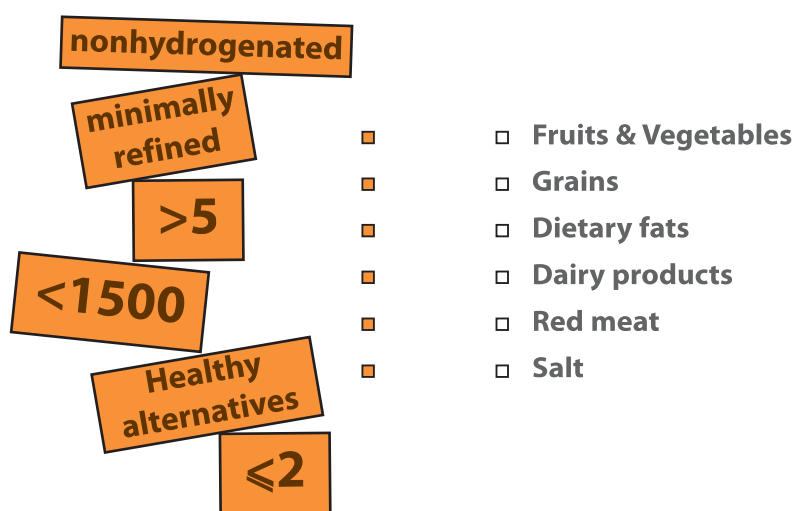 nonhydrogenated
minimally
refined
>5
<1500
Healthy
alternatives
⩽2
Fruits & Vegetables
Grains
Dietary fats
Dairy products
Red meat
Salt